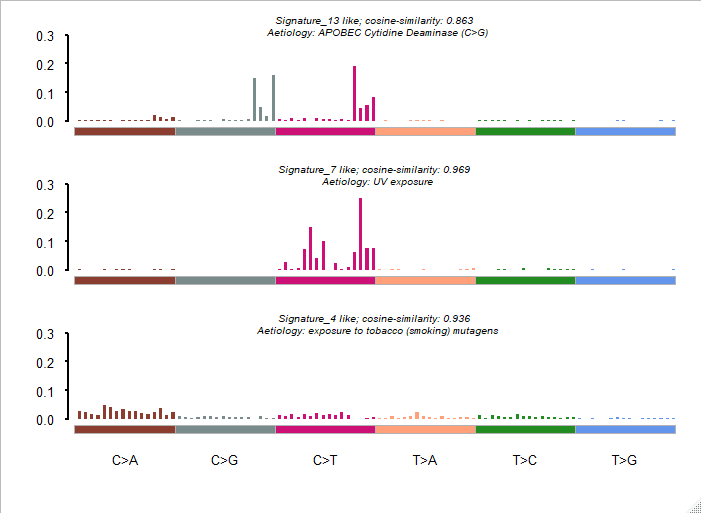 Signature_13 like; cosine-similarity: 0.863
Aetiology: APOBEC Cytidine Deaminase (C>G)
0.3
0.2
0.1
0.0
Signature_7 like; cosine-similarity: 0.969
Aetiology: UV exposure
0.3
0.2
0.1
0.0
Signature_4 like; cosine-similarity: 0.936
Aetiology: exposure to tobacco (smoking) mutagens
0.3
0.2
0.1
0.0
C>A C>G C>T T>A T>C T>G